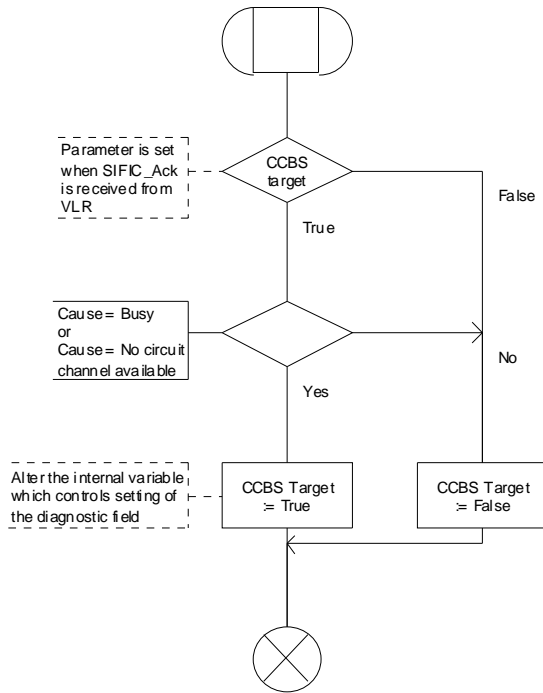 Parameter is set
when SIFIC_Ack
is received from
VLR
CCBS
target
False
True
Cause= Busy
or
Cause= No circuit
channel available
No
Yes
Alter the internal variable
which controls setting of
the diagnostic field
CCBS Target
:= True
CCBS Target
:= False